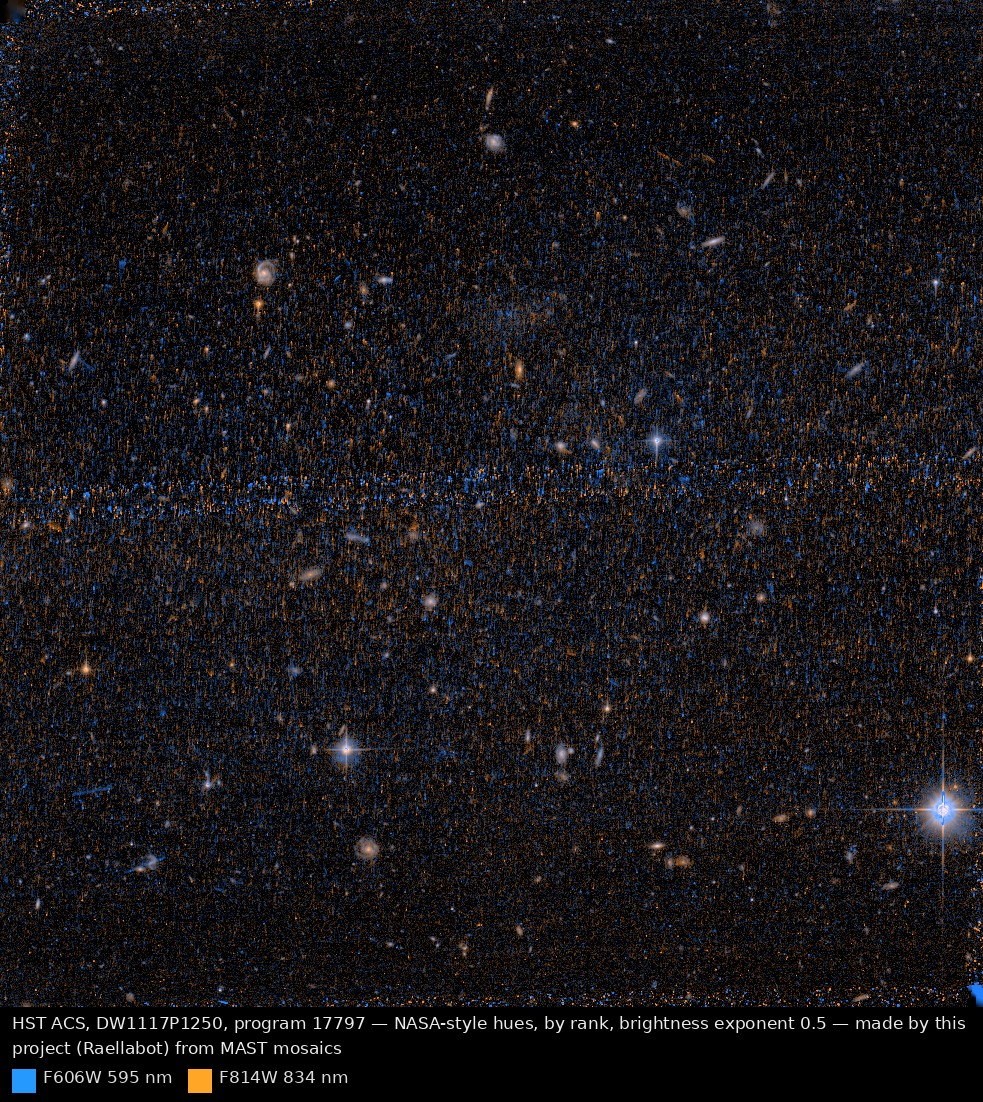 HST ACS, DW1117P1250, program 17797 — NASA-style hues, by rank, brightness exponent 0.5 — made by this
project (Raellabot) from MAST mosaics
F606W 595 nm F814W 834 nm